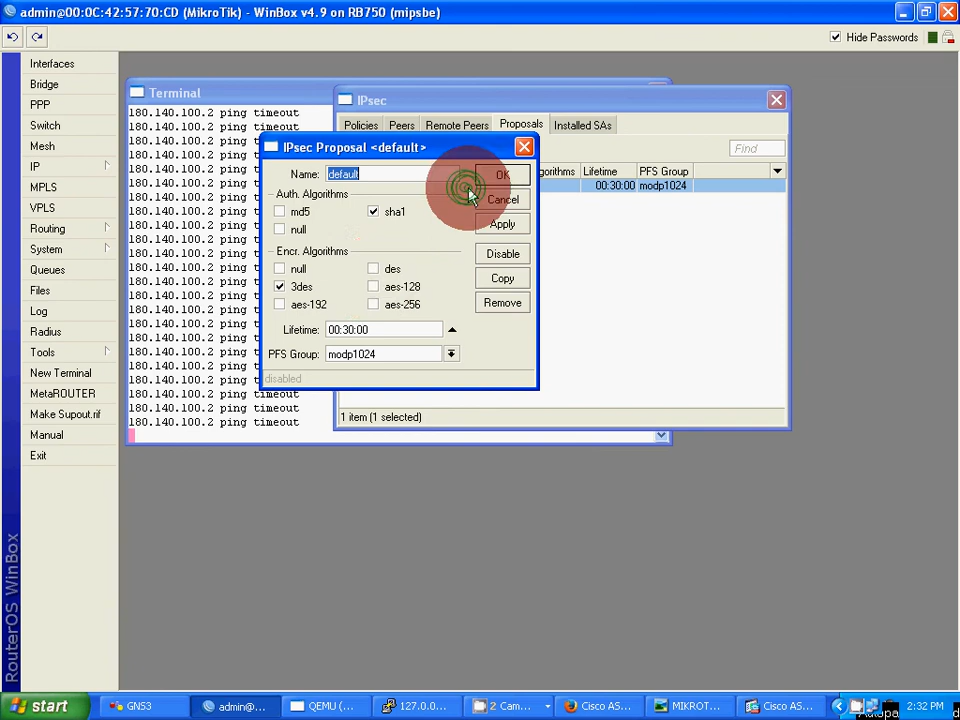 admin@00:0C:42:57:70:CD (MikroTik) - WinBox v4.9 on RB750 (mipsbe)
Hide Passwords
Interfaces
Bridge
PPP
Switch
Mesh
IP
MPLS
VPLS
Routing
System
Queues
Files
Log
Radius
Tools
New Terminal
MetaROUTER
Make Supout.rif
Manual
Exit
RouterOS WinBox
Terminal
180.140.100.2 ping timeout
180.140.100.2 ping timeout
180.140.100.2 ping timeout
180.140.100.2 ping timeout
180.140.100.2 ping timeout
180.140.100.2 ping timeout
IPsec
Policies Peers Remote Peers Proposals Installed SAs
Find
gorithms Lifetime PFS Group
00:30:00 modp1024
1 item (1 selected)
IPsec Proposal <default>
Name: default
OK
Auth. Algorithms
Cancel
md5 sha1
null
Apply
Encr. Algorithms
Disable
null des
3des aes-128
Copy
aes-192 aes-256
Remove
Lifetime: 00:30:00
PFS Group: modp1024
disabled
start
GNS3
admin@...
QEMU (...
127.0.0...
2 Cam...
Cisco AS...
MIKROT...
Cisco AS...
2:32 PM